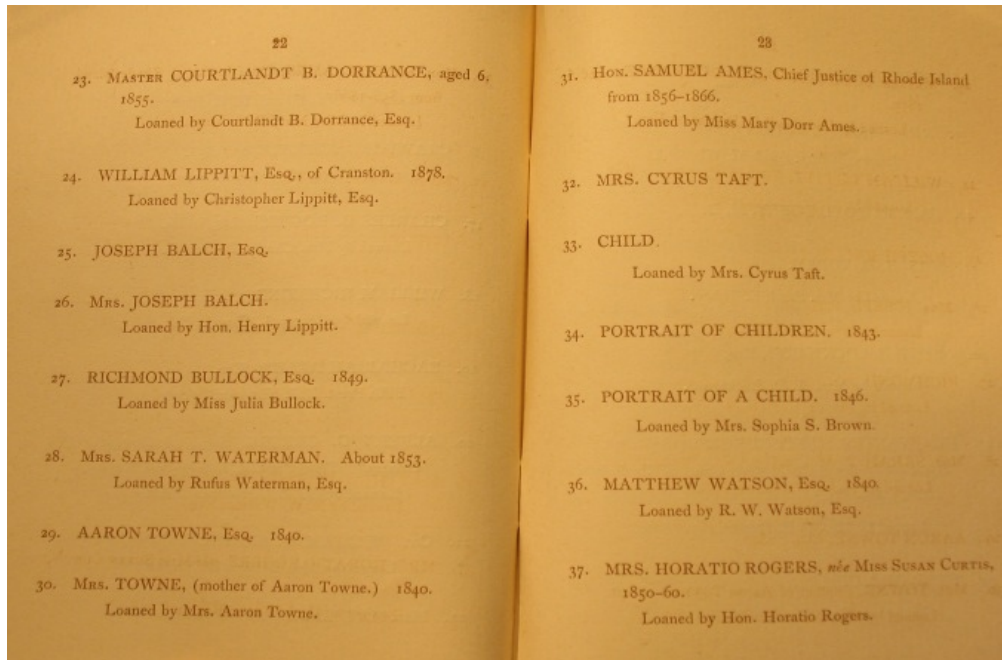 22
23. Master COURTLANDT B. DORRANCE, aged 6,
1855.
Loaned by Courtlandt B. Dorrance, Esq.
24. WILLIAM LIPPITT, Esq., of Cranston. 1878.
Loaned by Christopher Lippitt, Esq.
25. JOSEPH BALCH, Esq.
26. Mrs. JOSEPH BALCH.
Loaned by Hon. Henry Lippitt.
27. RICHMOND BULLOCK, Esq. 1849.
Loaned by Miss Julia Bullock.
28. Mrs. SARAH T. WATERMAN. About 1853.
Loaned by Rufus Waterman, Esq.
29. AARON TOWNE, Esq. 1840.
30. Mrs. TOWNE, (mother of Aaron Towne.) 1840.
Loaned by Mrs. Aaron Towne.
23
31. Hon. SAMUEL AMES, Chief Justice of Rhode Island
from 1856–1866.
Loaned by Miss Mary Dorr Ames.
32. MRS. CYRUS TAFT.
33. CHILD.
Loaned by Mrs. Cyrus Taft.
34. PORTRAIT OF CHILDREN. 1843.
35. PORTRAIT OF A CHILD. 1846.
Loaned by Mrs. Sophia S. Brown.
36. MATTHEW WATSON, Esq. 1840.
Loaned by R. W. Watson, Esq.
37. MRS. HORATIO ROGERS, née Miss Susan Curtis,
1850–60.
Loaned by Hon. Horatio Rogers.